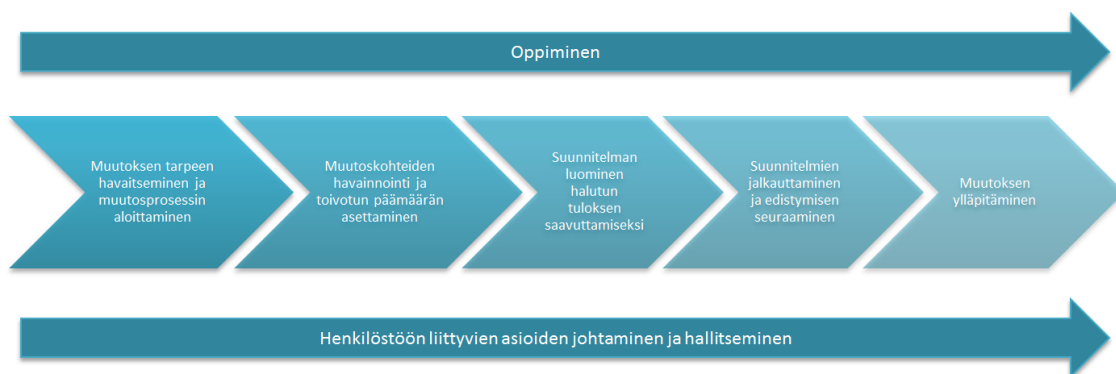 Oppiminen
Muutoksen tarpeen
havaitseminen ja
muutosprosessin
aloittaminen
Muutoskohteiden
havainnointi ja
toivotun päämäärän
asettaminen
Suunnitelman
luominen
halutun
tuloksen
saavuttamiseksi
Suunnitelmien
jalkauttaminen
ja edistymisen
seuraaminen
Muutoksen
ylläpitäminen
Henkilöstöön liittyvien asioiden johtaminen ja hallitseminen